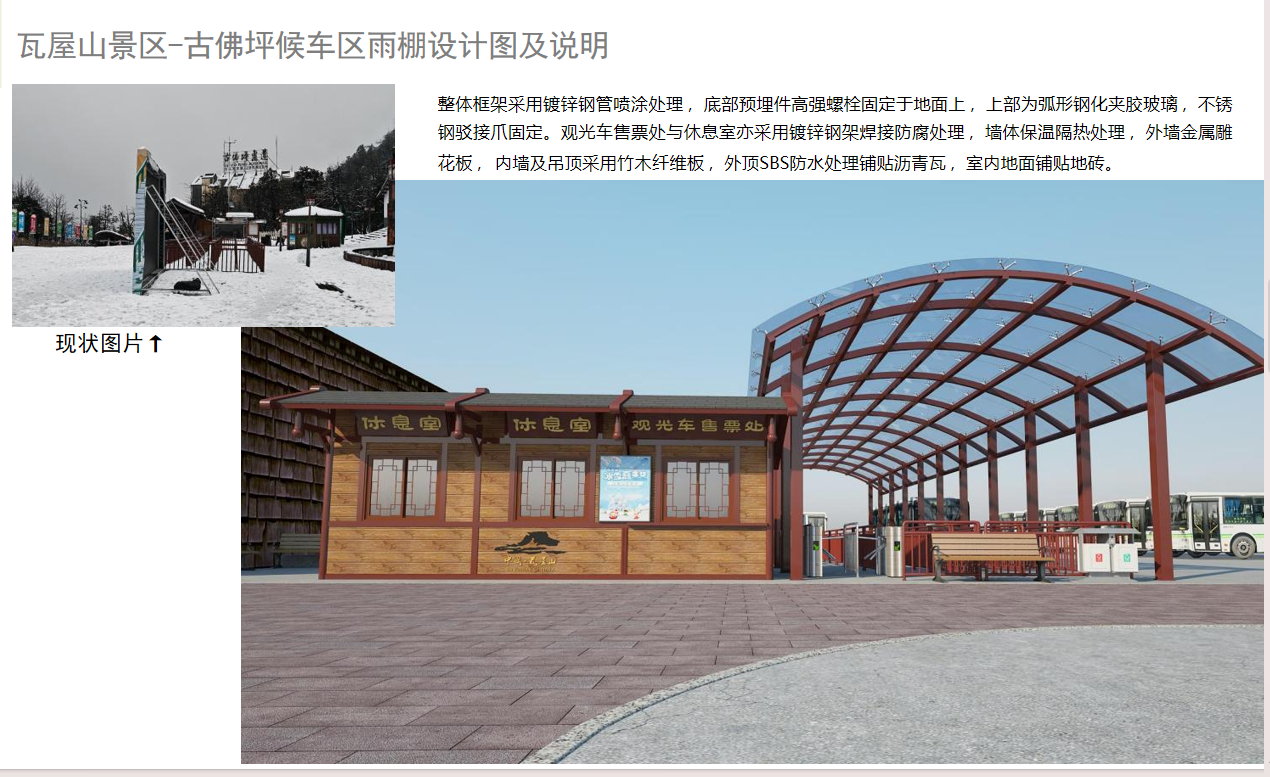 瓦屋山景区-古佛坪候车区雨棚设计图及说明
整体框架采用镀锌钢管喷涂处理，底部预埋件高强螺栓固定于地面上，上部为弧形钢化夹胶玻璃，不锈
钢驳接爪固定。观光车售票处与休息室亦采用镀锌钢架焊接防腐处理，墙体保温隔热处理，外墙金属雕
花板，内墙及吊顶采用竹木纤维板，外顶SBS防水处理铺贴沥青瓦，室内地面铺贴地砖。
现状图片↑
休息室
休息室
观光车售票处
中国·瓦屋山